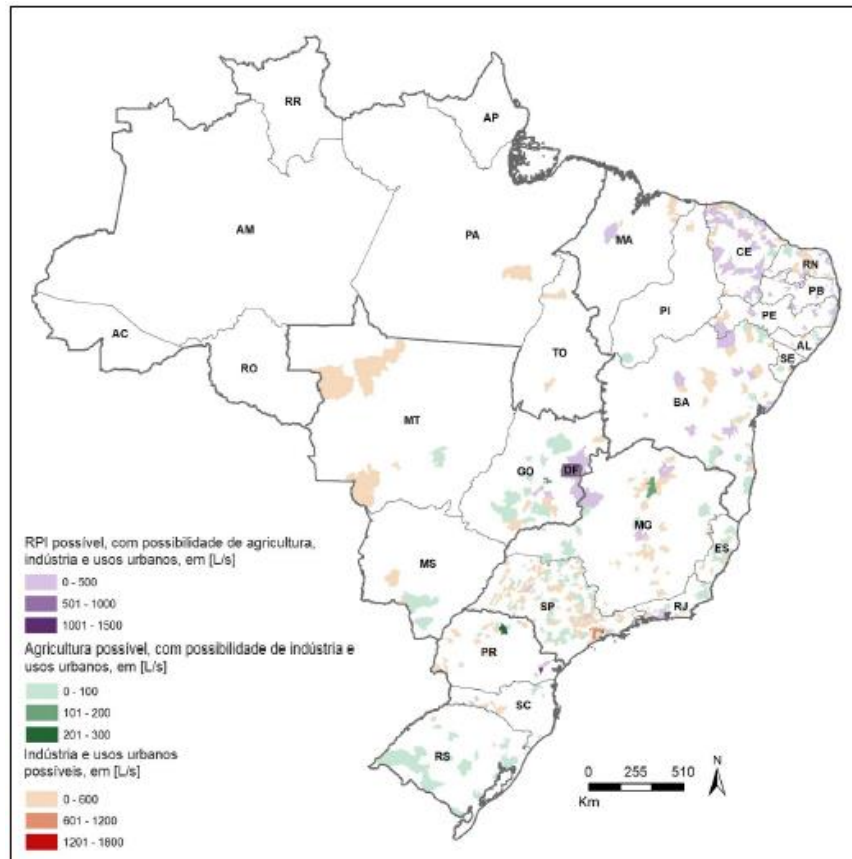 RR
AP
AM
PA
MA
CE
RN
PB
PI
PE
AL
SE
AC
RO
TO
BA
MT
GO
DF
MG
ES
MS
SP
RJ
PR
SC
RS
RPI possível, com possibilidade de agricultura,
indústria e usos urbanos, em [L/s]
0 - 500
501 - 1000
1001 - 1500
Agricultura possível, com possibilidade de indústria e
usos urbanos, em [L/s]
0 - 100
101 - 200
201 - 300
Indústria e usos urbanos
possíveis, em [L/s]
0 - 600
601 - 1200
1201 - 1800
0 255 510
Km
N